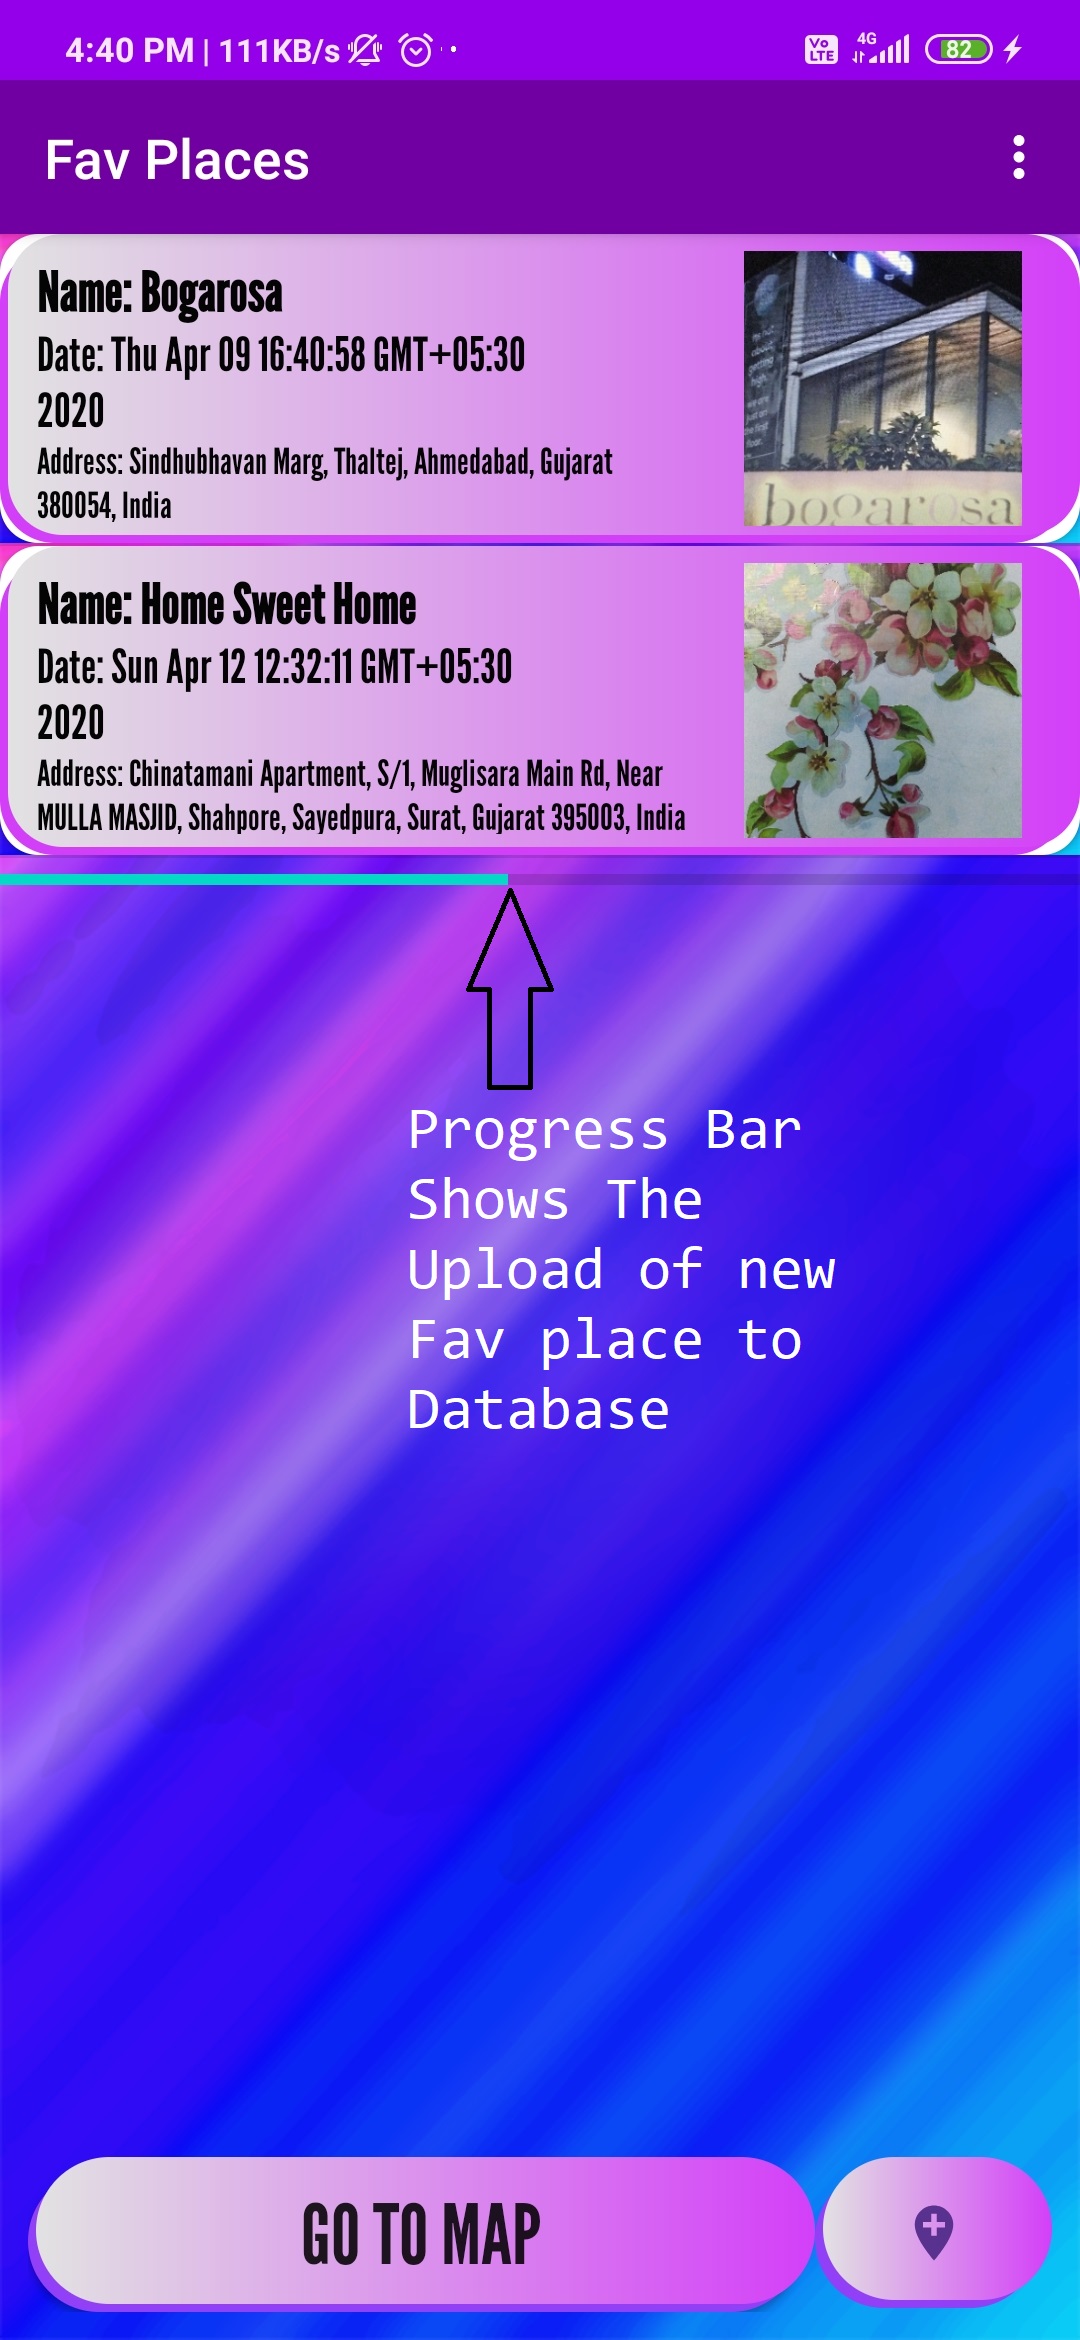 4:40 PM | 111KB/s
Vo LTE
4G
82
Fav Places
Name: Bogarosa
Date: Thu Apr 09 16:40:58 GMT+05:30
2020
Address: Sindhubhavan Marg, Thaltej, Ahmedabad, Gujarat
380054, India
bogarosa
Name: Home Sweet Home
Date: Sun Apr 12 12:32:11 GMT+05:30
2020
Address: Chinatamani Apartment, S/1, Muglisara Main Rd, Near
MULLA MASJID, Shahpore, Sayedpura, Surat, Gujarat 395003, India
Progress Bar
Shows The
Upload of new
Fav place to
Database
GO TO MAP